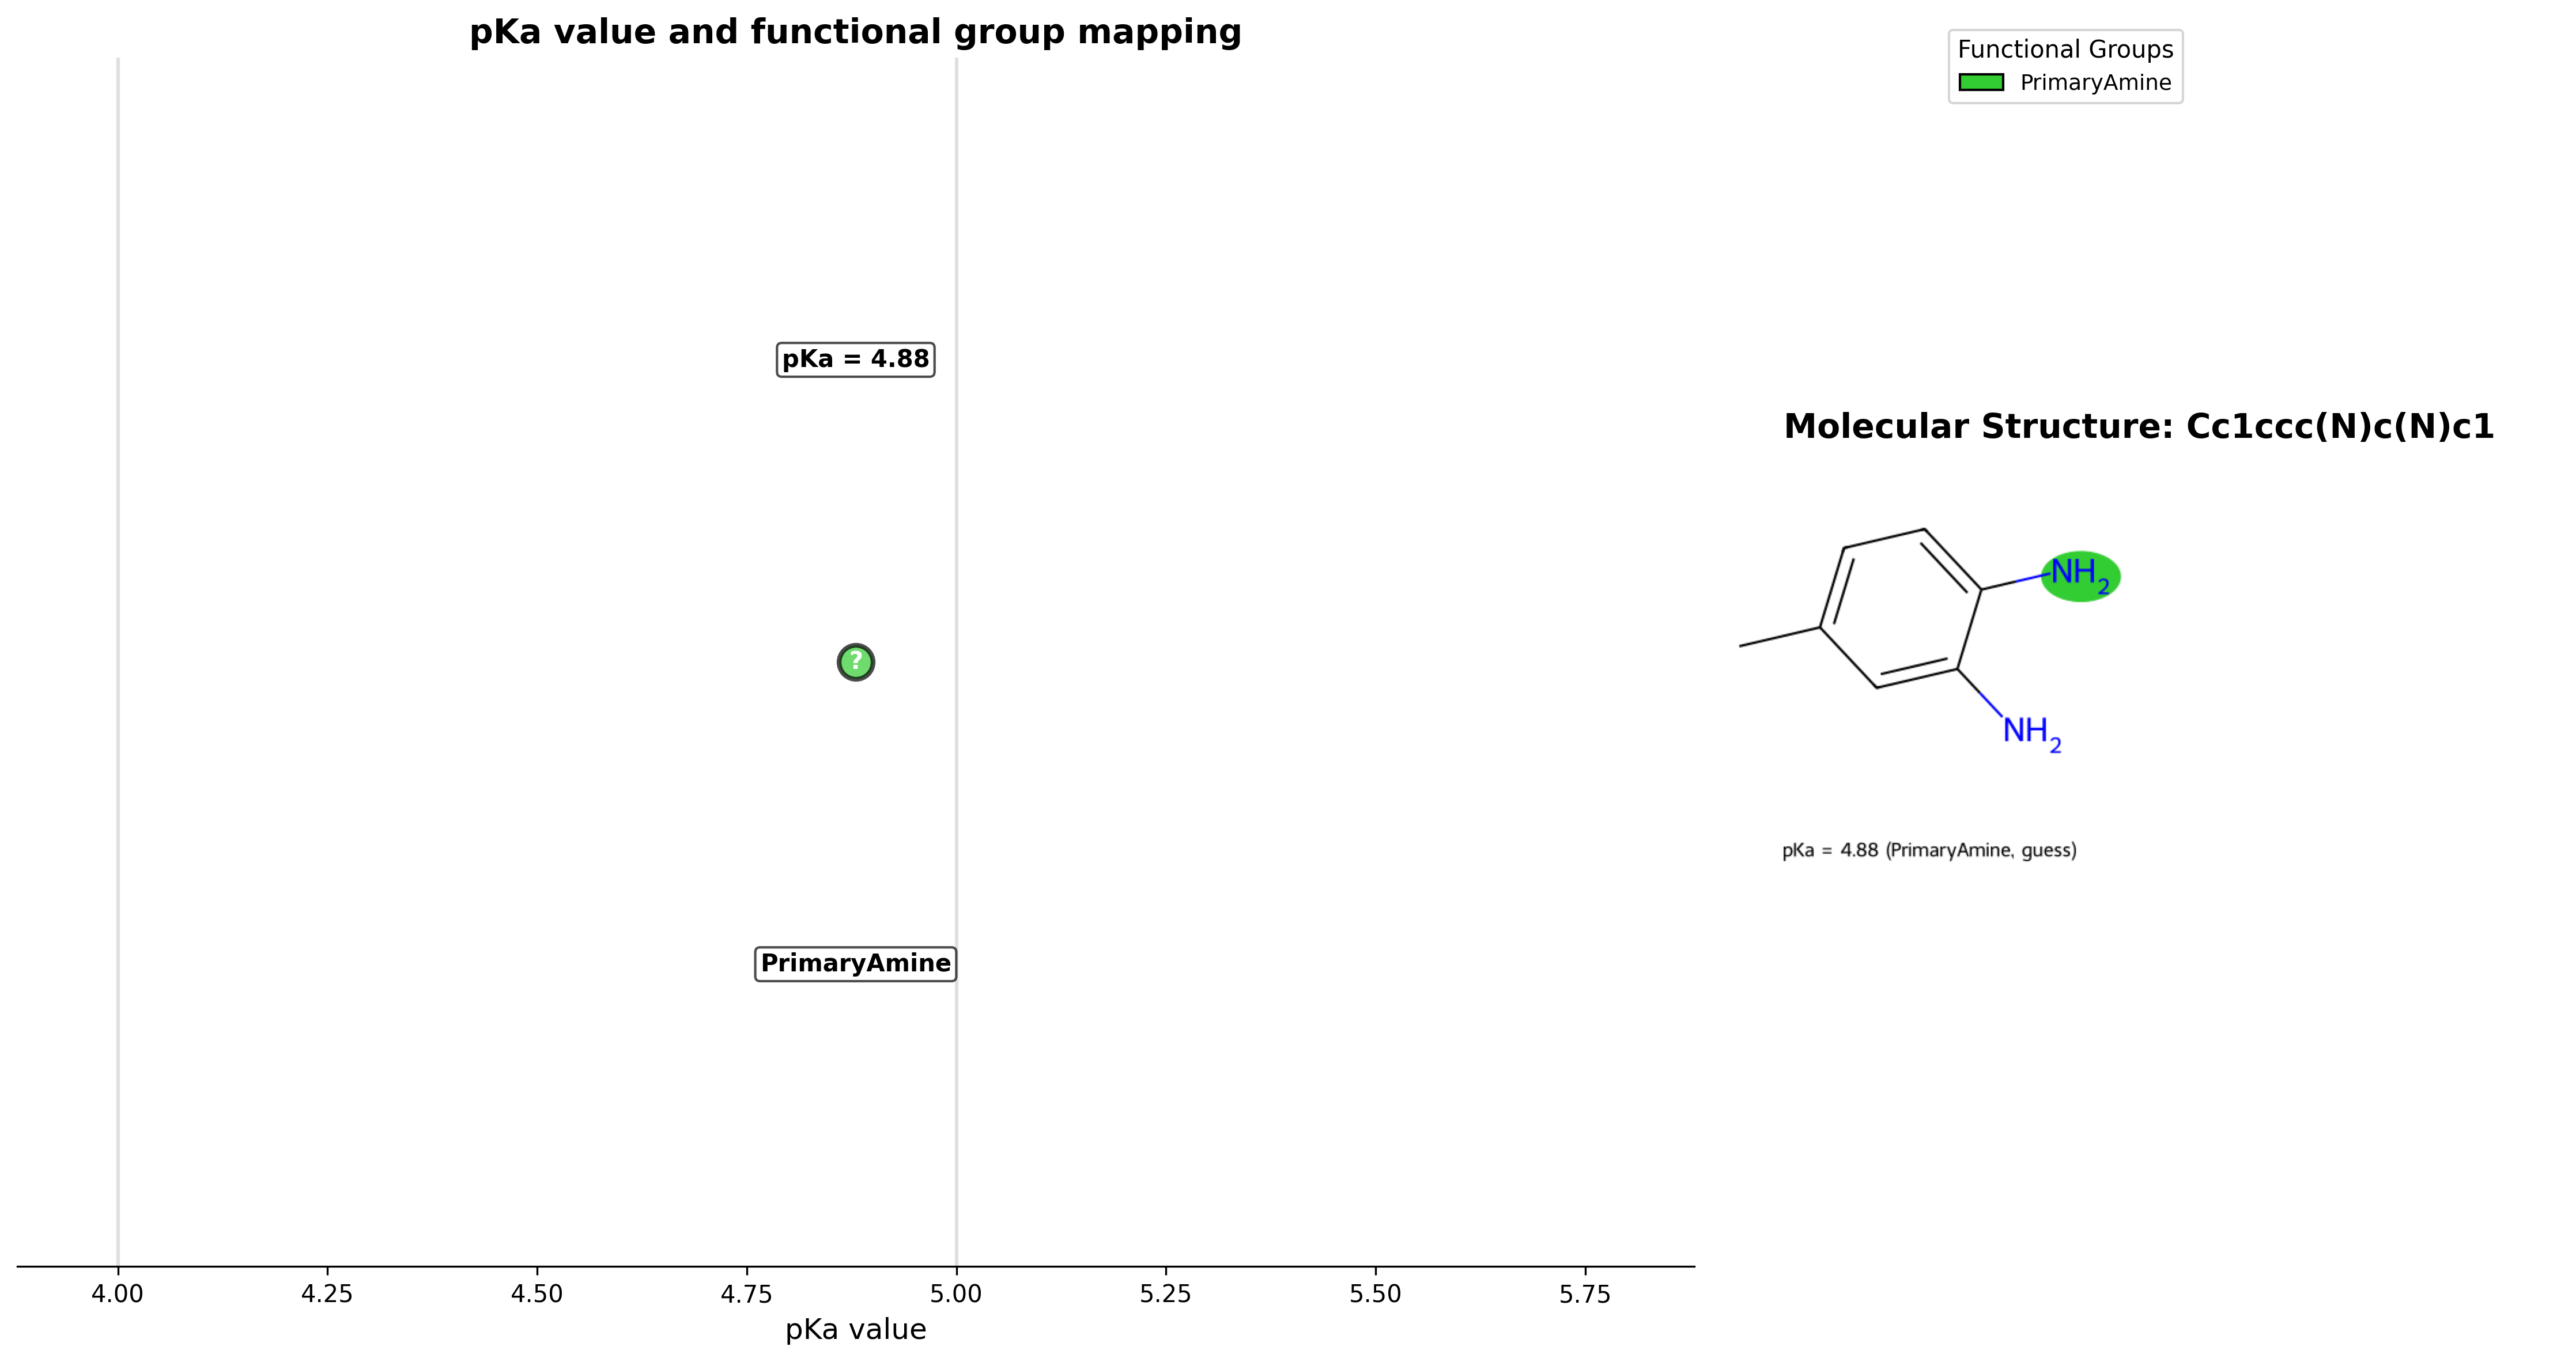 pKa value and functional group mapping
Functional Groups
PrimaryAmine
pKa = 4.88
Molecular Structure: Cc1ccc(N)c(N)c1
NH2
?
NH2
pKa = 4.88 (PrimaryAmine, guess)
PrimaryAmine
4.00 4.25 4.50 4.75 5.00 5.25 5.50 5.75
pKa value